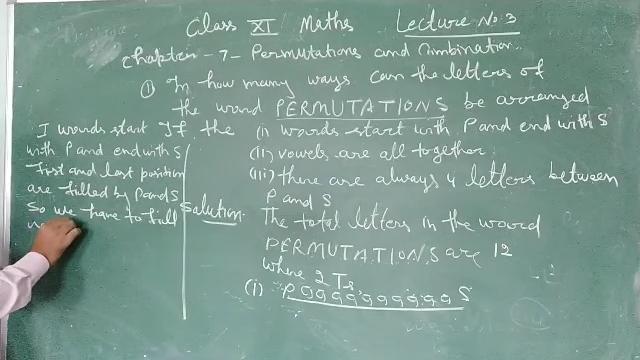 Class XI Maths Lecture No. 3
Chapter - 7 - Permutations and Combination.
(1) In how many ways can the letters of
the word PERMUTATIONS be arranged
If the (i) words start with P and end with S
(ii) vowels are all together.
(iii) there are always 4 letters between
P and S
Solution. The total letters in the word
PERMUTATIONS are 12
where 2 Ts
(i) P 9999999999 S
I words start
with P and end with S
first and last position
are filled by P and S
So we have to fill